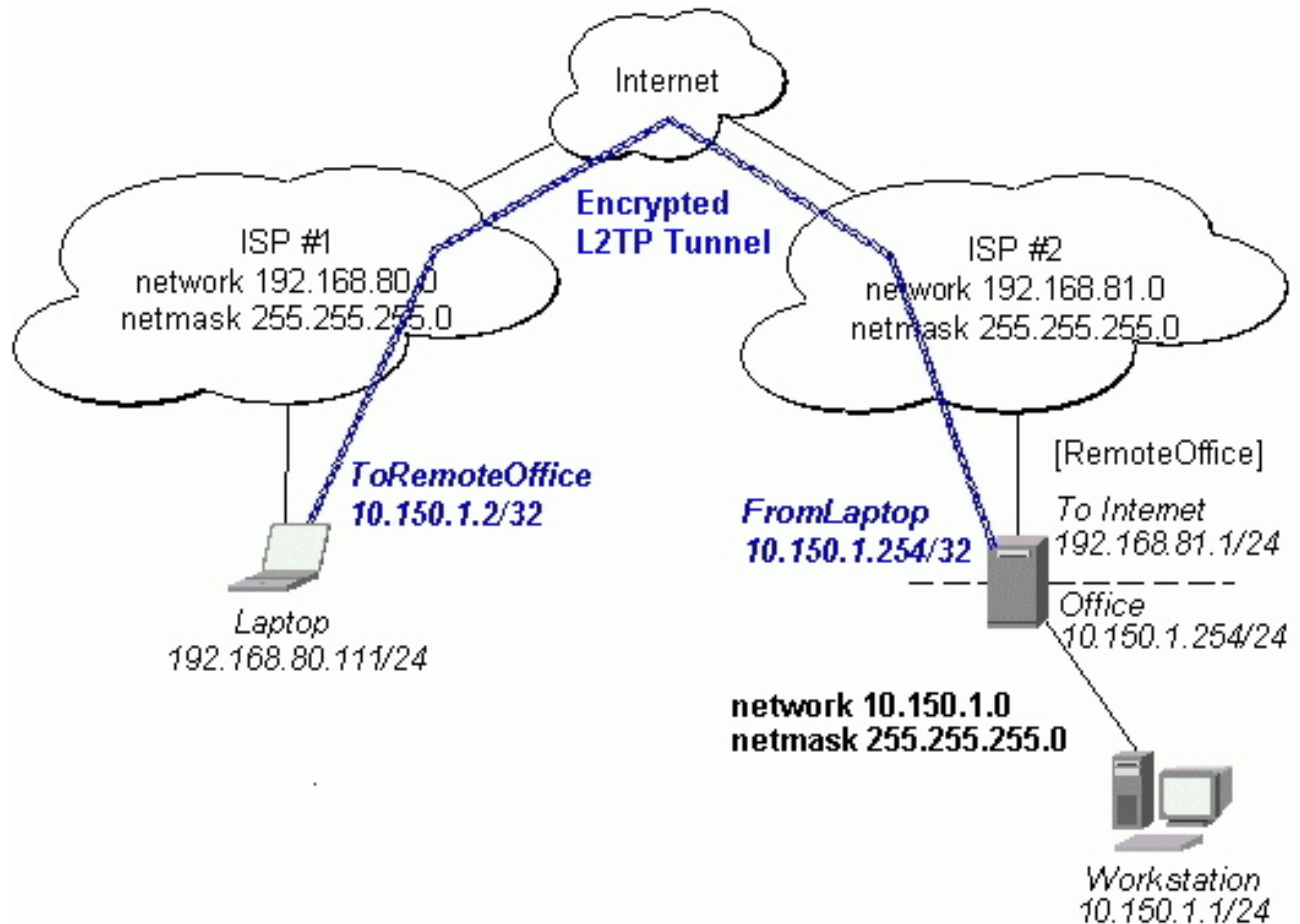 Internet
Encrypted
L2TP Tunnel
ISP #1
network 192.168.80.0
netmask 255.255.255.0
ISP #2
network 192.168.81.0
netmask 255.255.255.0
ToRemoteOffice
10.150.1.2/32
Laptop
192.168.80.111/24
FromLaptop
10.150.1.254/32
[RemoteOffice]
To Internet
192.168.81.1/24
Office
10.150.1.254/24
network 10.150.1.0
netmask 255.255.255.0
Workstation
10.150.1.1/24